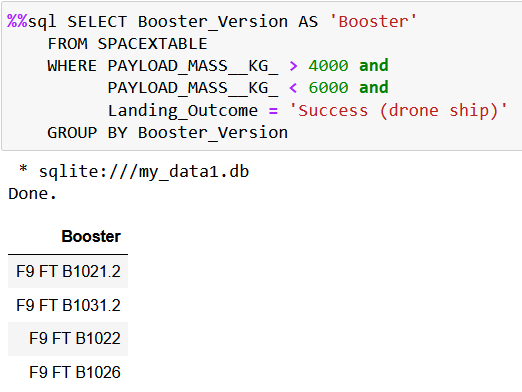 %%sql SELECT Booster_Version AS 'Booster'
FROM SPACEXTABLE
WHERE PAYLOAD_MASS__KG_ > 4000 and
PAYLOAD_MASS__KG_ < 6000 and
Landing_Outcome = 'Success (drone ship)'
GROUP BY Booster_Version
* sqlite:///my_data1.db
Done.
Booster
F9 FT B1021.2
F9 FT B1031.2
F9 FT B1022
F9 FT B1026